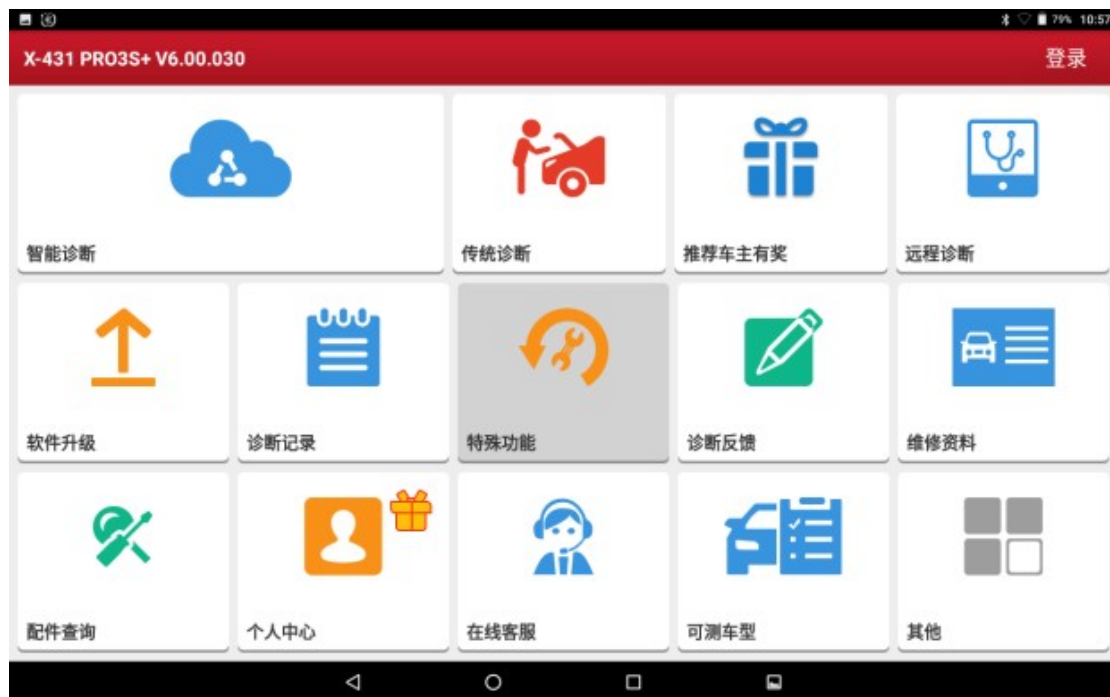 79% 10:57
X-431 PRO3S+ V6.00.030
登录
智能诊断
传统诊断
推荐车主有奖
远程诊断
软件升级
诊断记录
特殊功能
诊断反馈
维修资料
配件查询
个人中心
在线客服
可测车型
其他